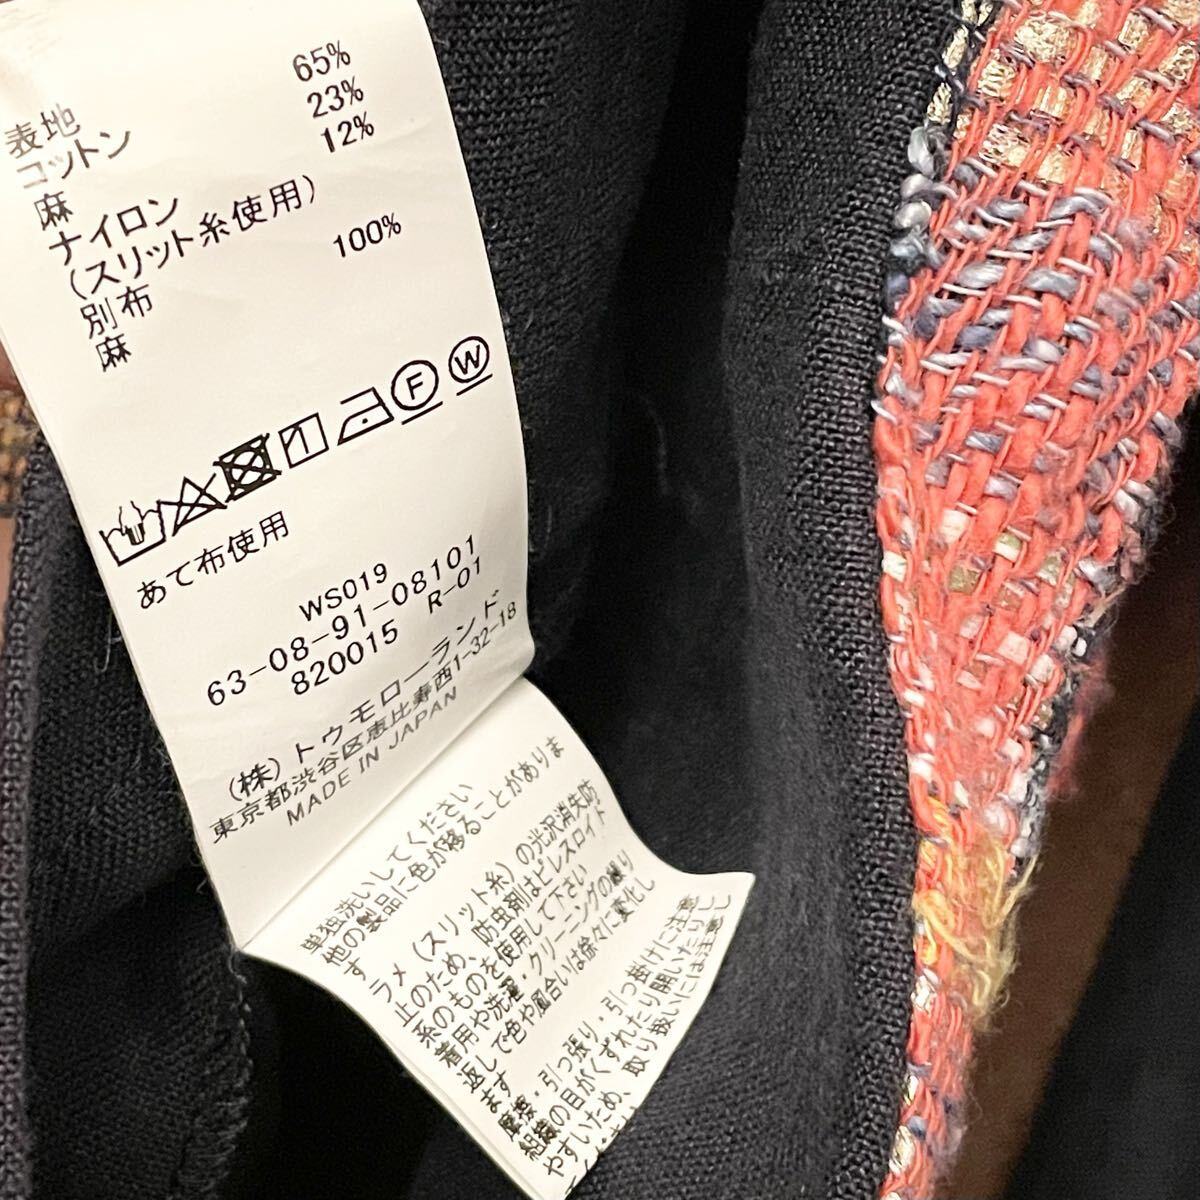 表地
コットン 65%
麻 23%
ナイロン 12%
(スリット糸使用)
別布
麻 100%
F W
あて布使用
WS019
63-08-91-08101
820015 R-01
(株)トゥモローランド
東京都渋谷区恵比寿西1-32-18
MADE IN JAPAN
単独洗いしてください
他の製品に色が移ることがありま
す
ラメ(スリット糸)の光沢消失防
止のため、防虫剤はピレスロイド
系のものを使用して下さい
着用や洗濯・クリーニングの繰り
返しで色や風合いは徐々に変化し
ます
摩擦・引っ張り・引っ掛けに注意
組織の目がくずれたり開いたりし
やすいため、取り扱いには注意し